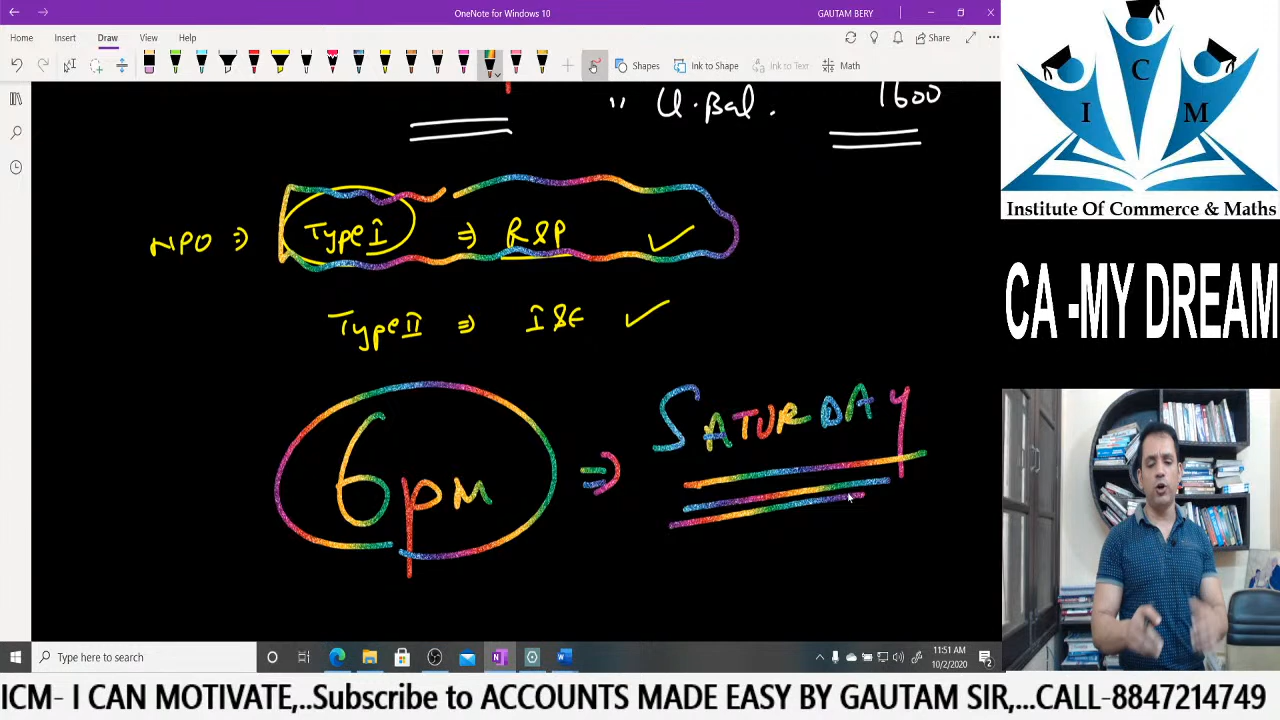 OneNote for Windows 10
GAUTAM BERY
Home Insert Draw View Help
Share
Shapes Ink to Shape Ink to Text Math
" U.Bal. 1600
NPO ⇒ Type I ⇒ R&P ✓
Type II ⇒ I&E ✓
6pm ⇒ SATURDAY
I C M
Institute Of Commerce & Maths
CA -MY DREAM
Type here to search
11:51 AM
10/2/2020
ICM- I CAN MOTIVATE,..Subscribe to ACCOUNTS MADE EASY BY GAUTAM SIR,...CALL-8847214749